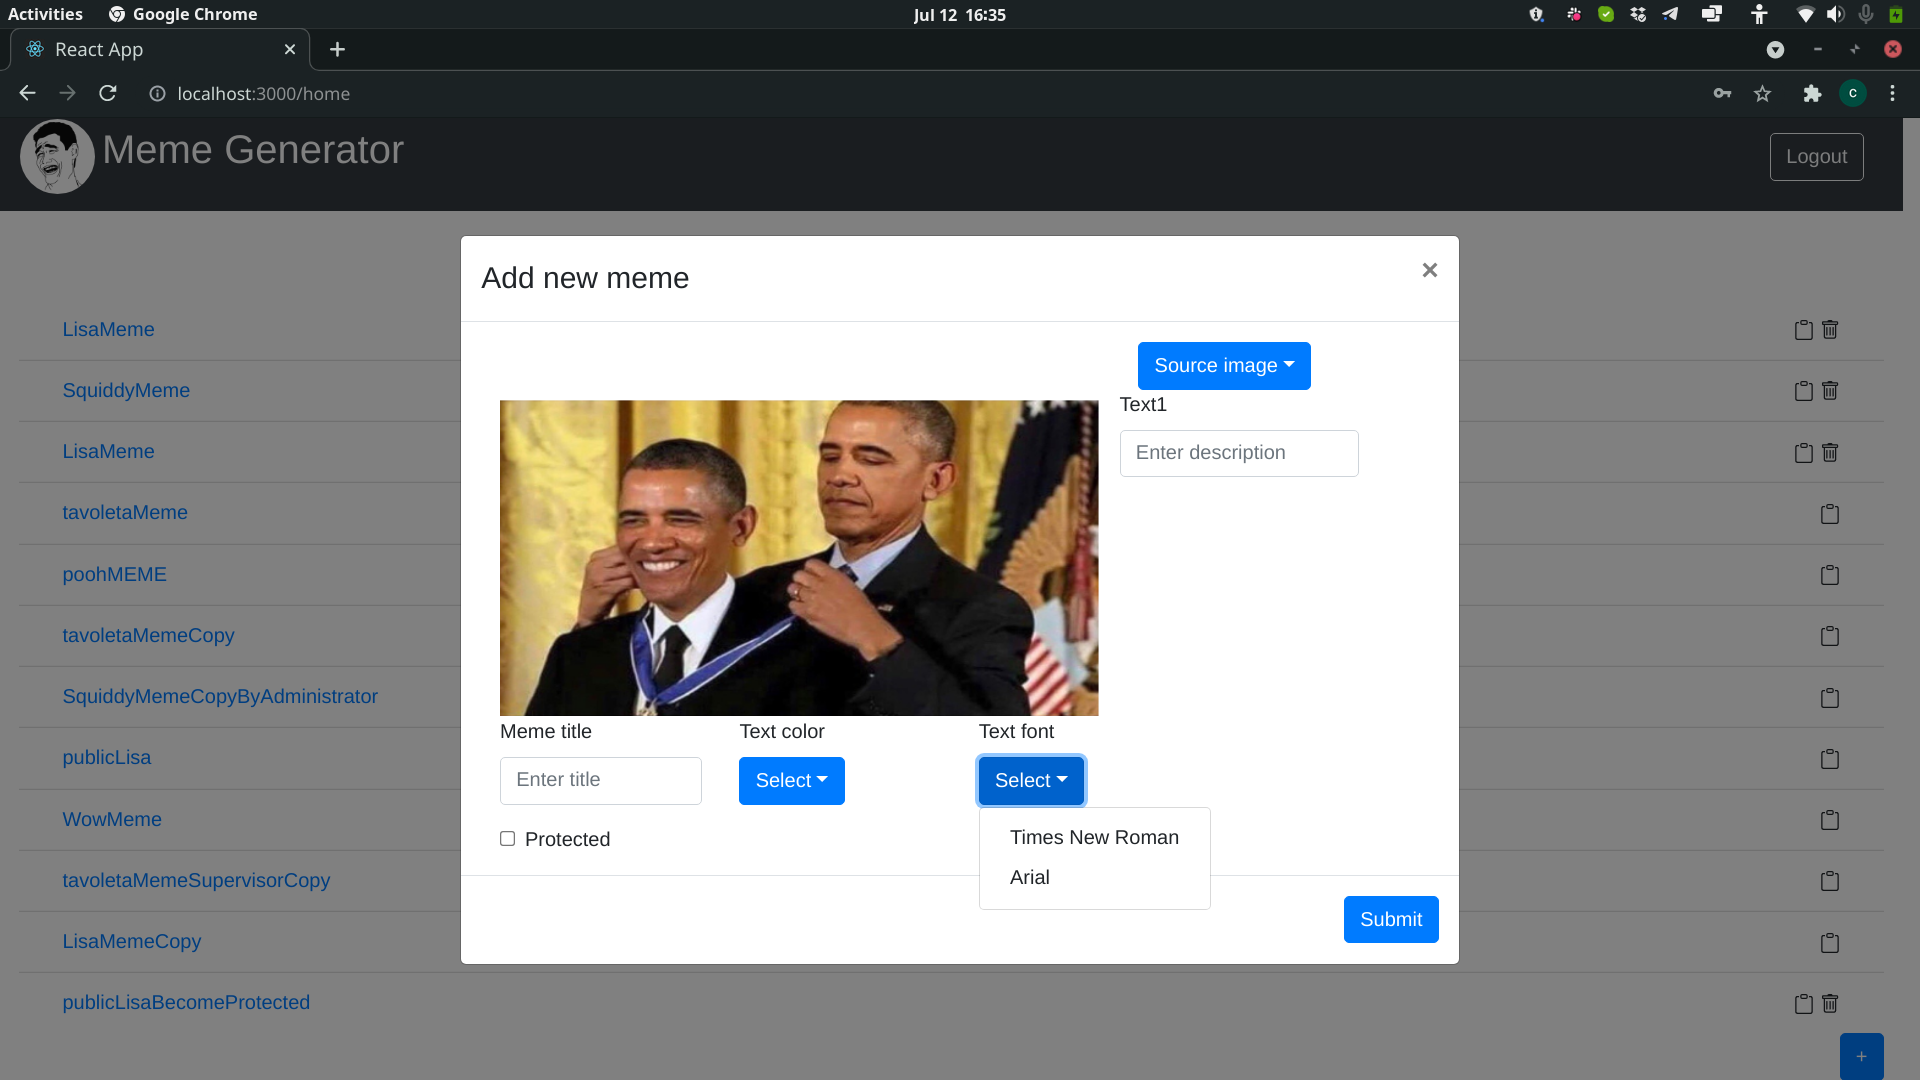 Activities Google Chrome Jul 12 16:35
React App
localhost:3000/home C
Meme Generator Logout
Add new meme ×
Source image
Text1
Enter description
Meme title Text color Text font
Enter title Select Select
Times New Roman
Protected
Arial
Submit
LisaMeme
SquiddyMeme
LisaMeme
tavoletaMeme
poohMEME
tavoletaMemeCopy
SquiddyMemeCopyByAdministrator
publicLisa
WowMeme
tavoletaMemeSupervisorCopy
LisaMemeCopy
publicLisaBecomeProtected
+